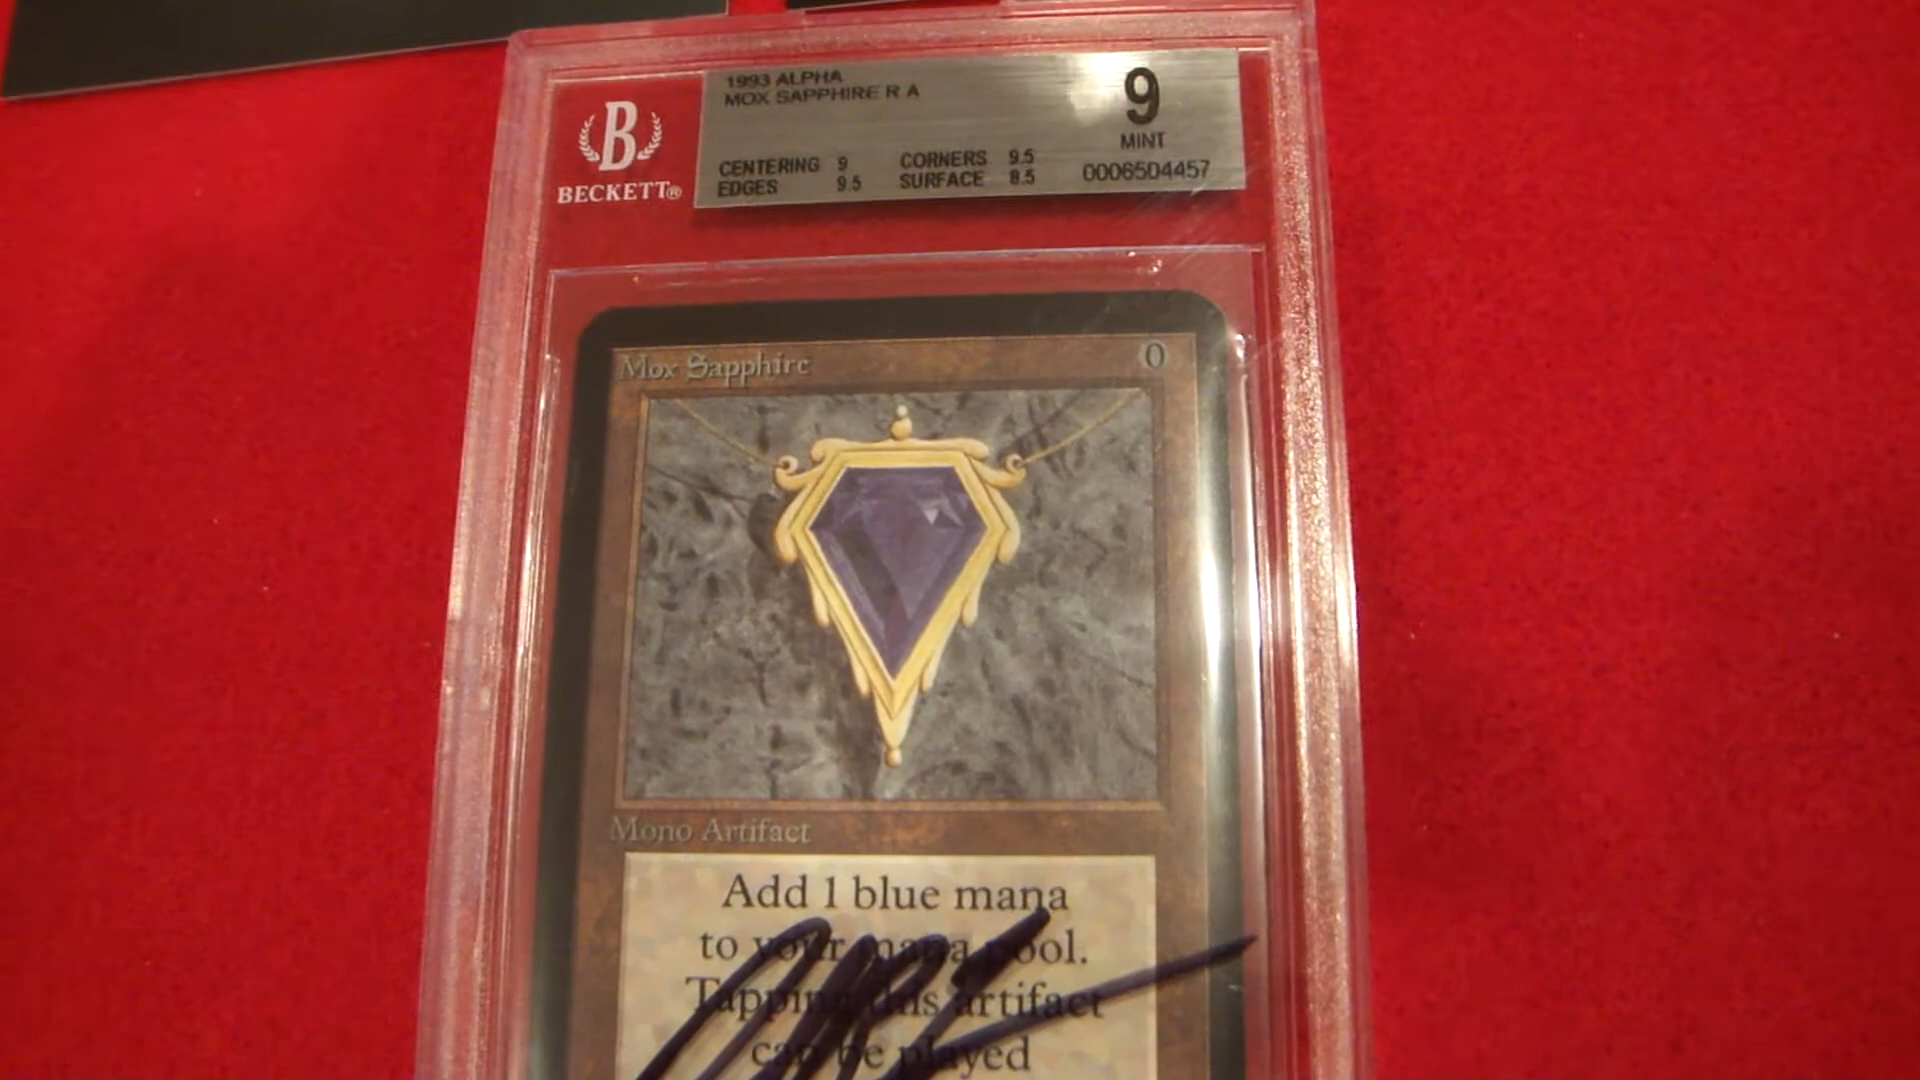 1993 ALPHA
MOX SAPPHIRE R A
9
MINT
CENTERING 9 CORNERS 9.5
EDGES 9.5 SURFACE 8.5
0006504457
B
BECKETT®
Mox Sapphire 0
Mono Artifact
Add 1 blue mana
to your mana pool.
Tapping this artifact
can be played